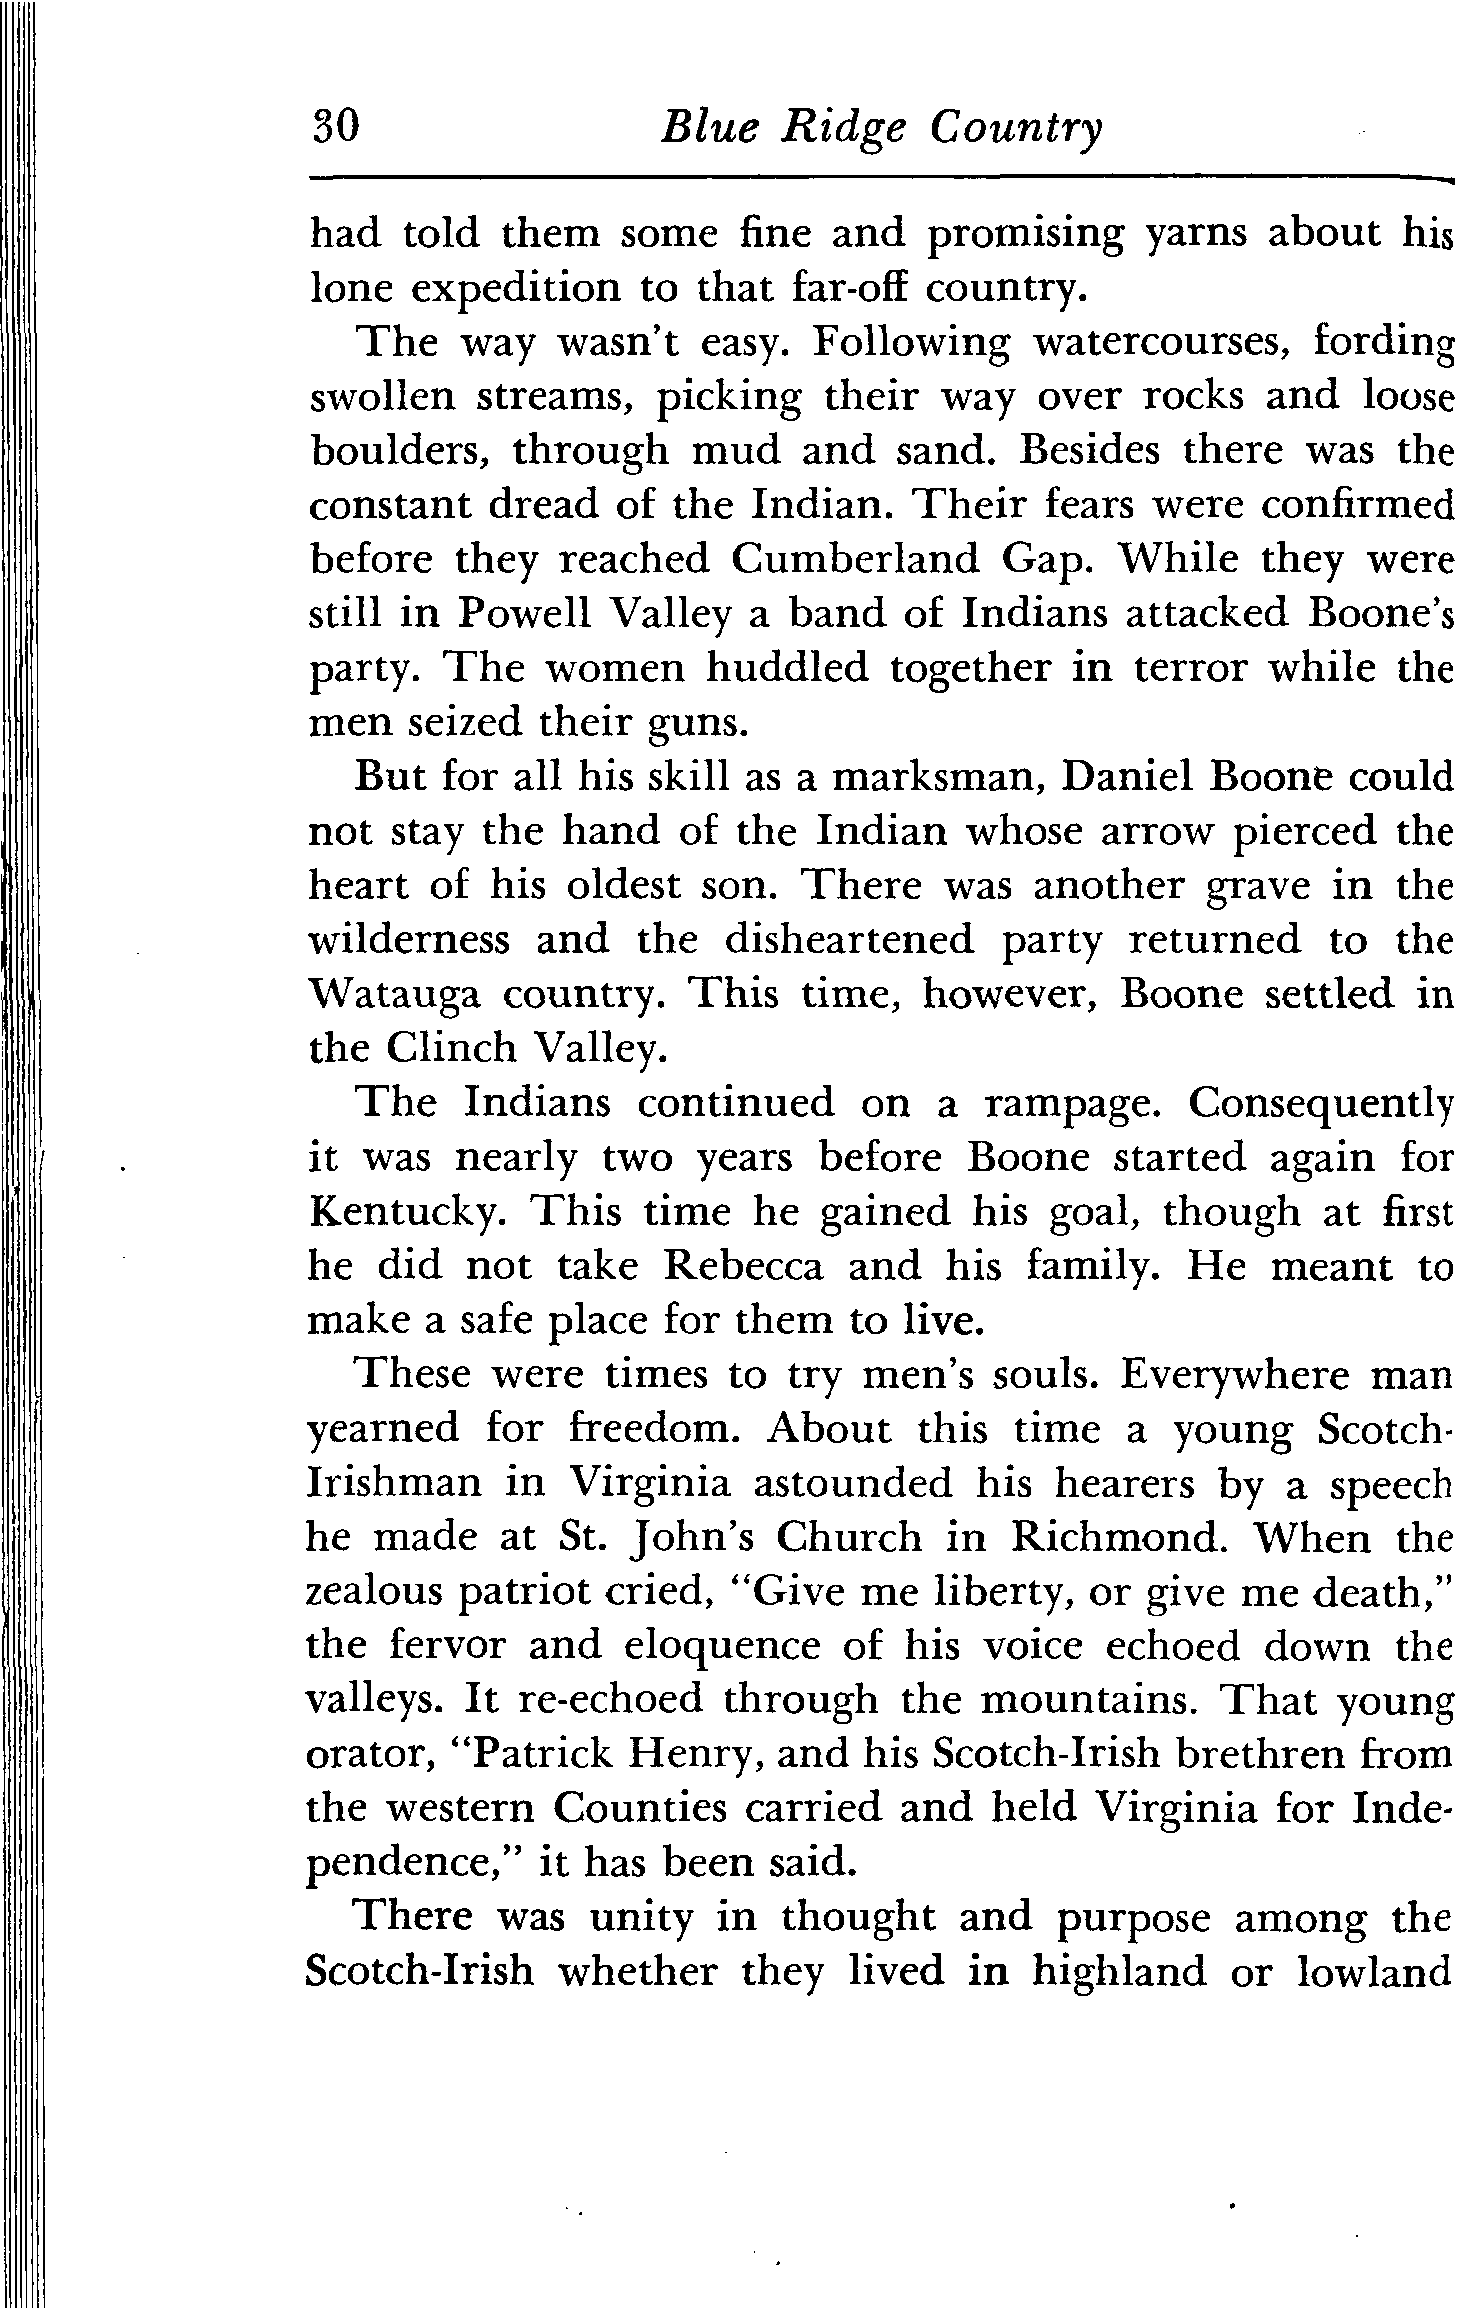 30 Blue Ridge Country
had told them some fine and promising yarns about his
lone expedition to that far-off country.
The way wasn't easy. Following watercourses, fording
swollen streams, picking their way over rocks and loose
boulders, through mud and sand. Besides there was the
constant dread of the Indian. Their fears were confirmed
before they reached Cumberland Gap. While they were
still in Powell Valley a band of Indians attacked Boone's
party. The women huddled together in terror while the
men seized their guns.
But for all his skill as a marksman, Daniel Boone could
not stay the hand of the Indian whose arrow pierced the
heart of his oldest son. There was another grave in the
wilderness and the disheartened party returned to the
Watauga country. This time, however, Boone settled in
the Clinch Valley.
The Indians continued on a rampage. Consequently
it was nearly two years before Boone started again for
Kentucky. This time he gained his goal, though at first
he did not take Rebecca and his family. He meant to
make a safe place for them to live.
These were times to try men's souls. Everywhere man
yearned for freedom. About this time a young Scotch-
Irishman in Virginia astounded his hearers by a speech
he made at St. John's Church in Richmond. When the
zealous patriot cried, "Give me liberty, or give me death,"
the fervor and eloquence of his voice echoed down the
valleys. It re-echoed through the mountains. That young
orator, "Patrick Henry, and his Scotch-Irish brethren from
the western Counties carried and held Virginia for Inde-
pendence," it has been said.
There was unity in thought and purpose among the
Scotch-Irish whether they lived in highland or lowland